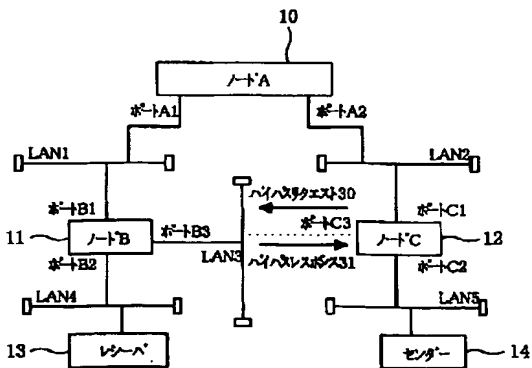 10
ノードA
ポートA1
ポートA2
LAN1
LAN2
バイパスリクエスト30
ポートB1
ポートC3
ポートC1
11
ノードB
ポートB3
ノードC
12
ポートB2
LAN3
バイパスレスポンス31
ポートC2
LAN4
LAN5
13
レシーバ
センダー
14